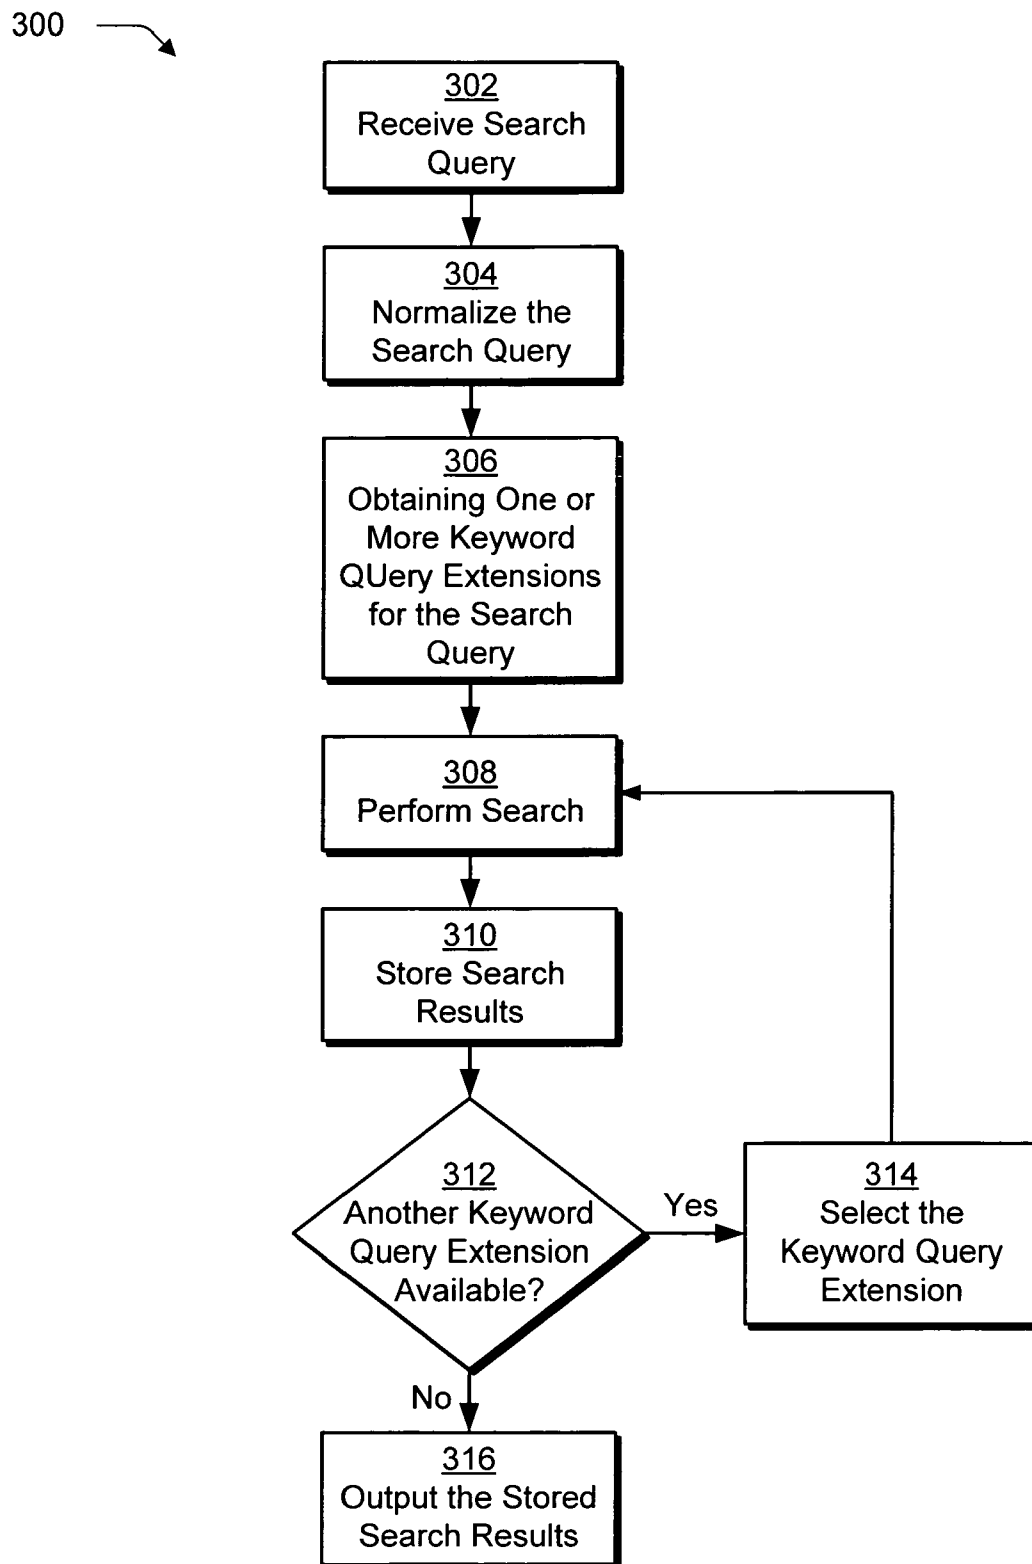 300
302
Receive Search
Query
304
Normalize the
Search Query
306
Obtaining One or
More Keyword
QUery Extensions
for the Search
Query
308
Perform Search
310
Store Search
Results
312
Another Keyword
Query Extension
Available?
Yes
314
Select the
Keyword Query
Extension
No
316
Output the Stored
Search Results